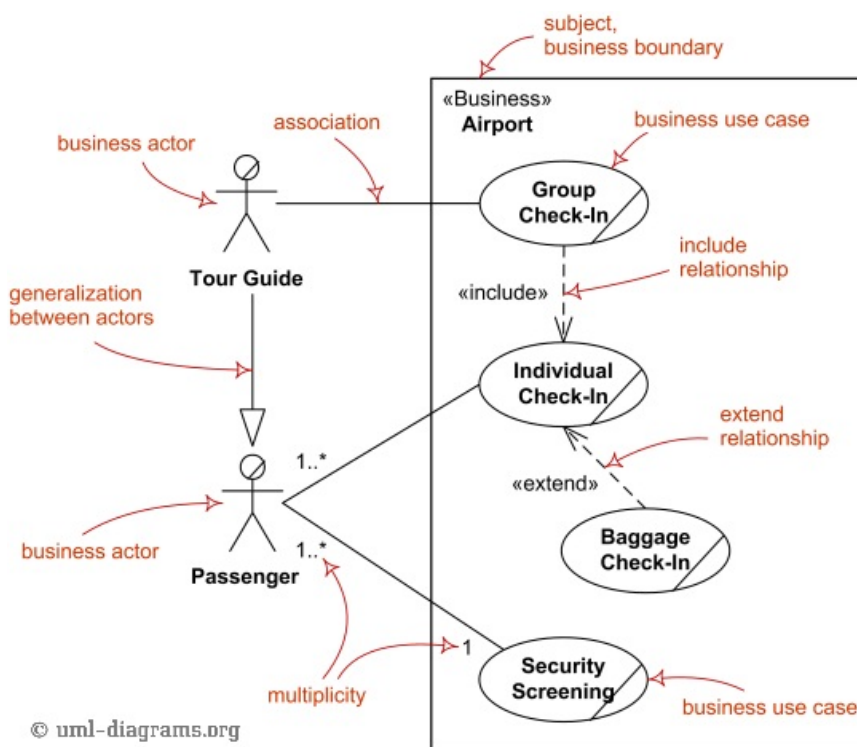 subject,
business boundary
«Business»
Airport
business use case
association
business actor
Group
Check-In
Tour Guide
include
relationship
«include»
generalization
between actors
Individual
Check-In
extend
relationship
1..*
«extend»
business actor
Passenger
1..*
Baggage
Check-In
1
multiplicity
Security
Screening
business use case
© uml-diagrams.org